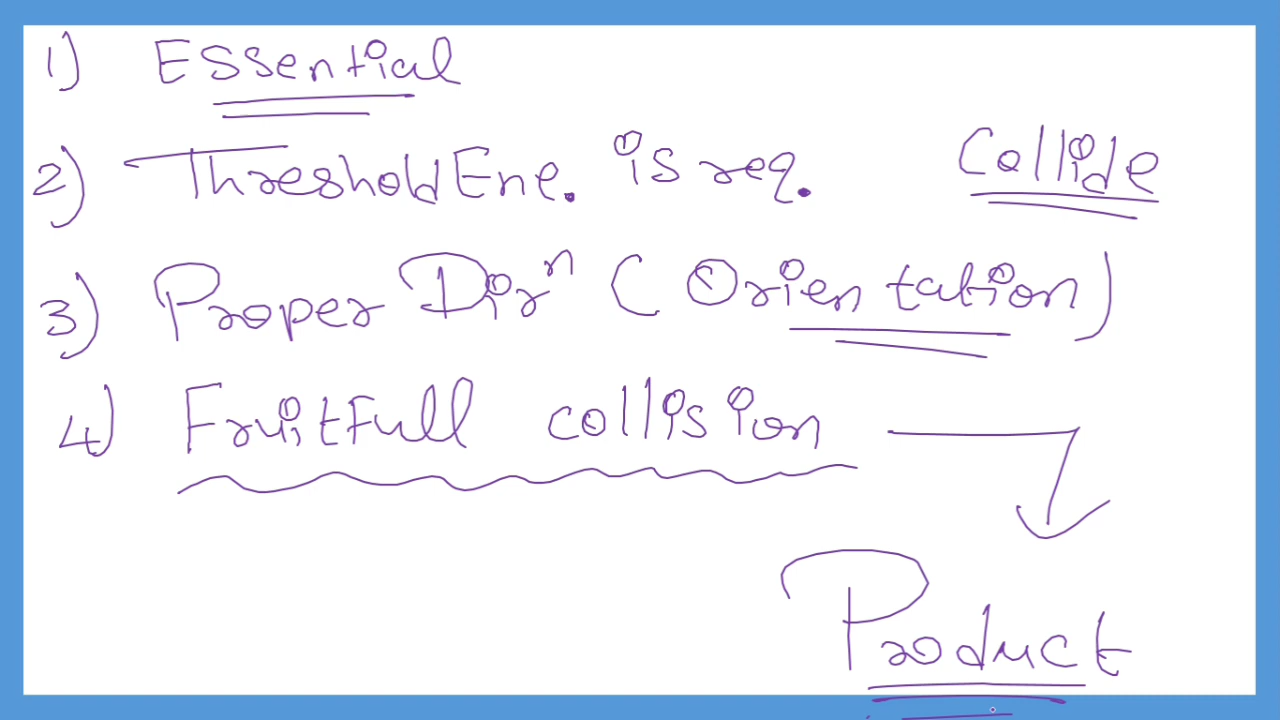 1) Essential
2) Threshold Ene. is req. Collide
3) Proper Dirⁿ (Orientation)
4) FruitFull collision
Product